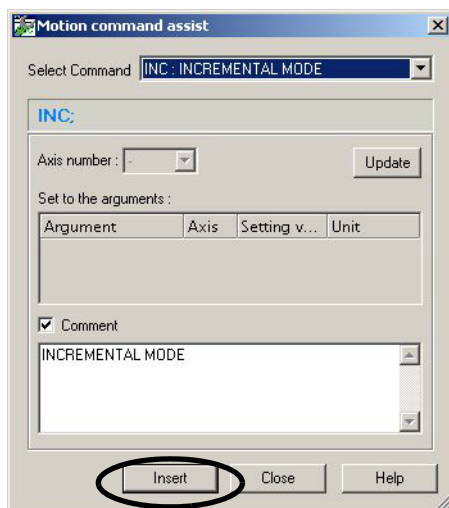 Motion command assist
Select Command INC : INCREMENTAL MODE
INC;
Axis number : -
Update
Set to the arguments :
Argument Axis Setting v... Unit
Comment
INCREMENTAL MODE
Insert Close Help